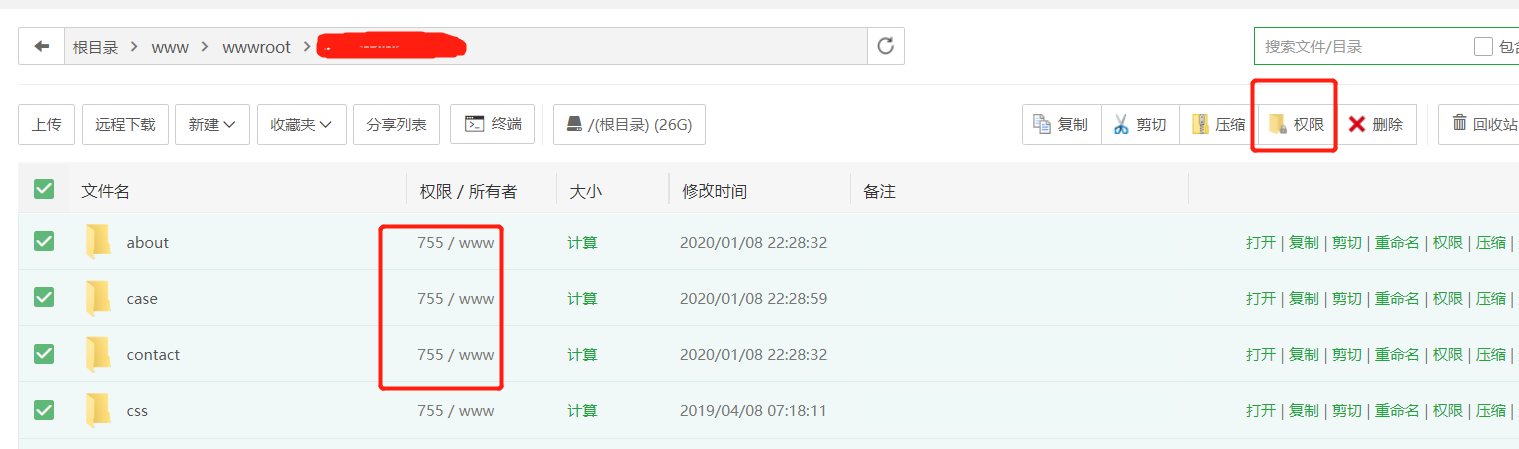 根目录 > www > wwwroot >
搜索文件/目录 包含
上传 远程下载 新建 收藏夹 分享列表 终端 /(根目录) (26G) 复制 剪切 压缩 权限 删除 回收站
文件名 权限 / 所有者 大小 修改时间 备注
about 755 / www 计算 2020/01/08 22:28:32 打开 | 复制 | 剪切 | 重命名 | 权限 | 压缩 |
case 755 / www 计算 2020/01/08 22:28:59 打开 | 复制 | 剪切 | 重命名 | 权限 | 压缩 |
contact 755 / www 计算 2020/01/08 22:28:32 打开 | 复制 | 剪切 | 重命名 | 权限 | 压缩 |
css 755 / www 计算 2019/04/08 07:18:11 打开 | 复制 | 剪切 | 重命名 | 权限 | 压缩 |